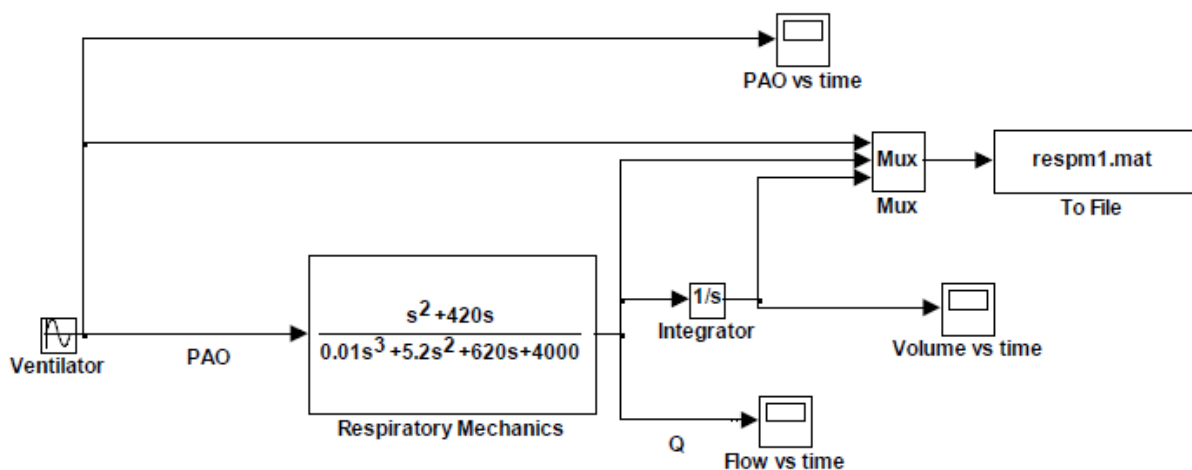 PAO vs time
Mux
respm1.mat
Mux
To File
s² +420s
0.01s³ +5.2s² +620s+4000
1/s
Integrator
Ventilator
PAO
Volume vs time
Respiratory Mechanics
Q
Flow vs time